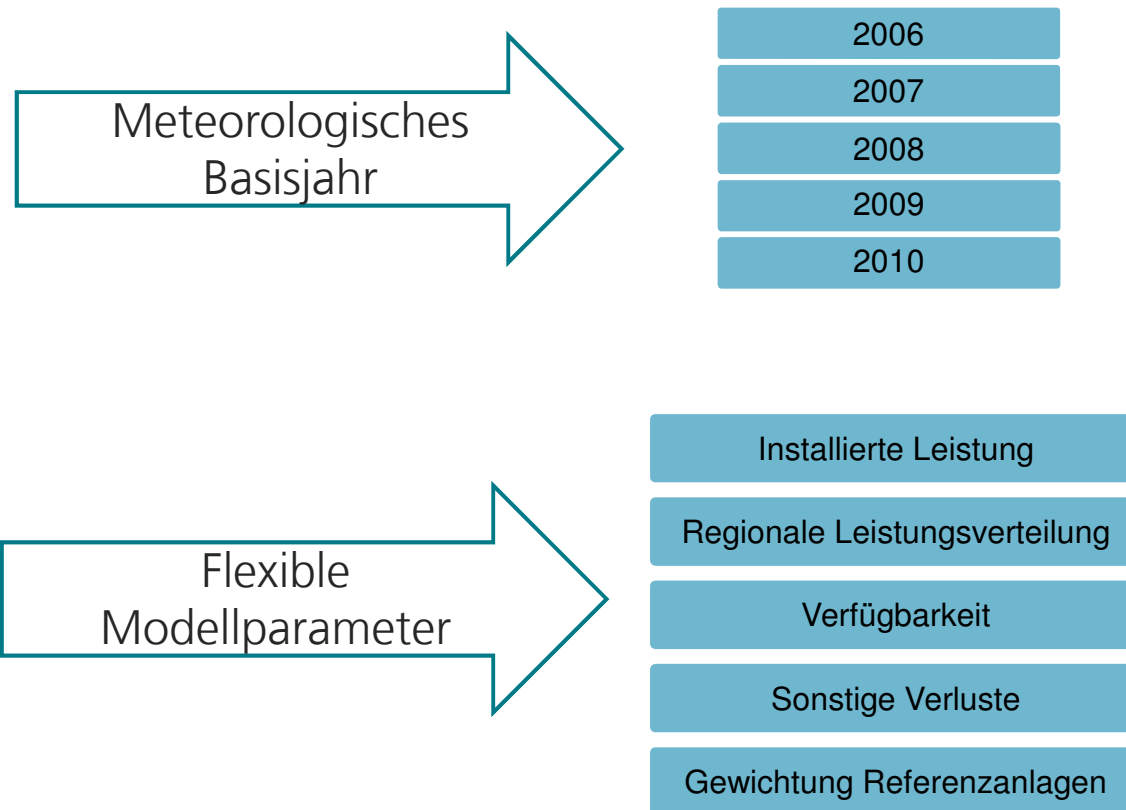 Meteorologisches
Basisjahr
2006
2007
2008
2009
2010
Flexible
Modellparameter
Installierte Leistung
Regionale Leistungsverteilung
Verfügbarkeit
Sonstige Verluste
Gewichtung Referenzanlagen